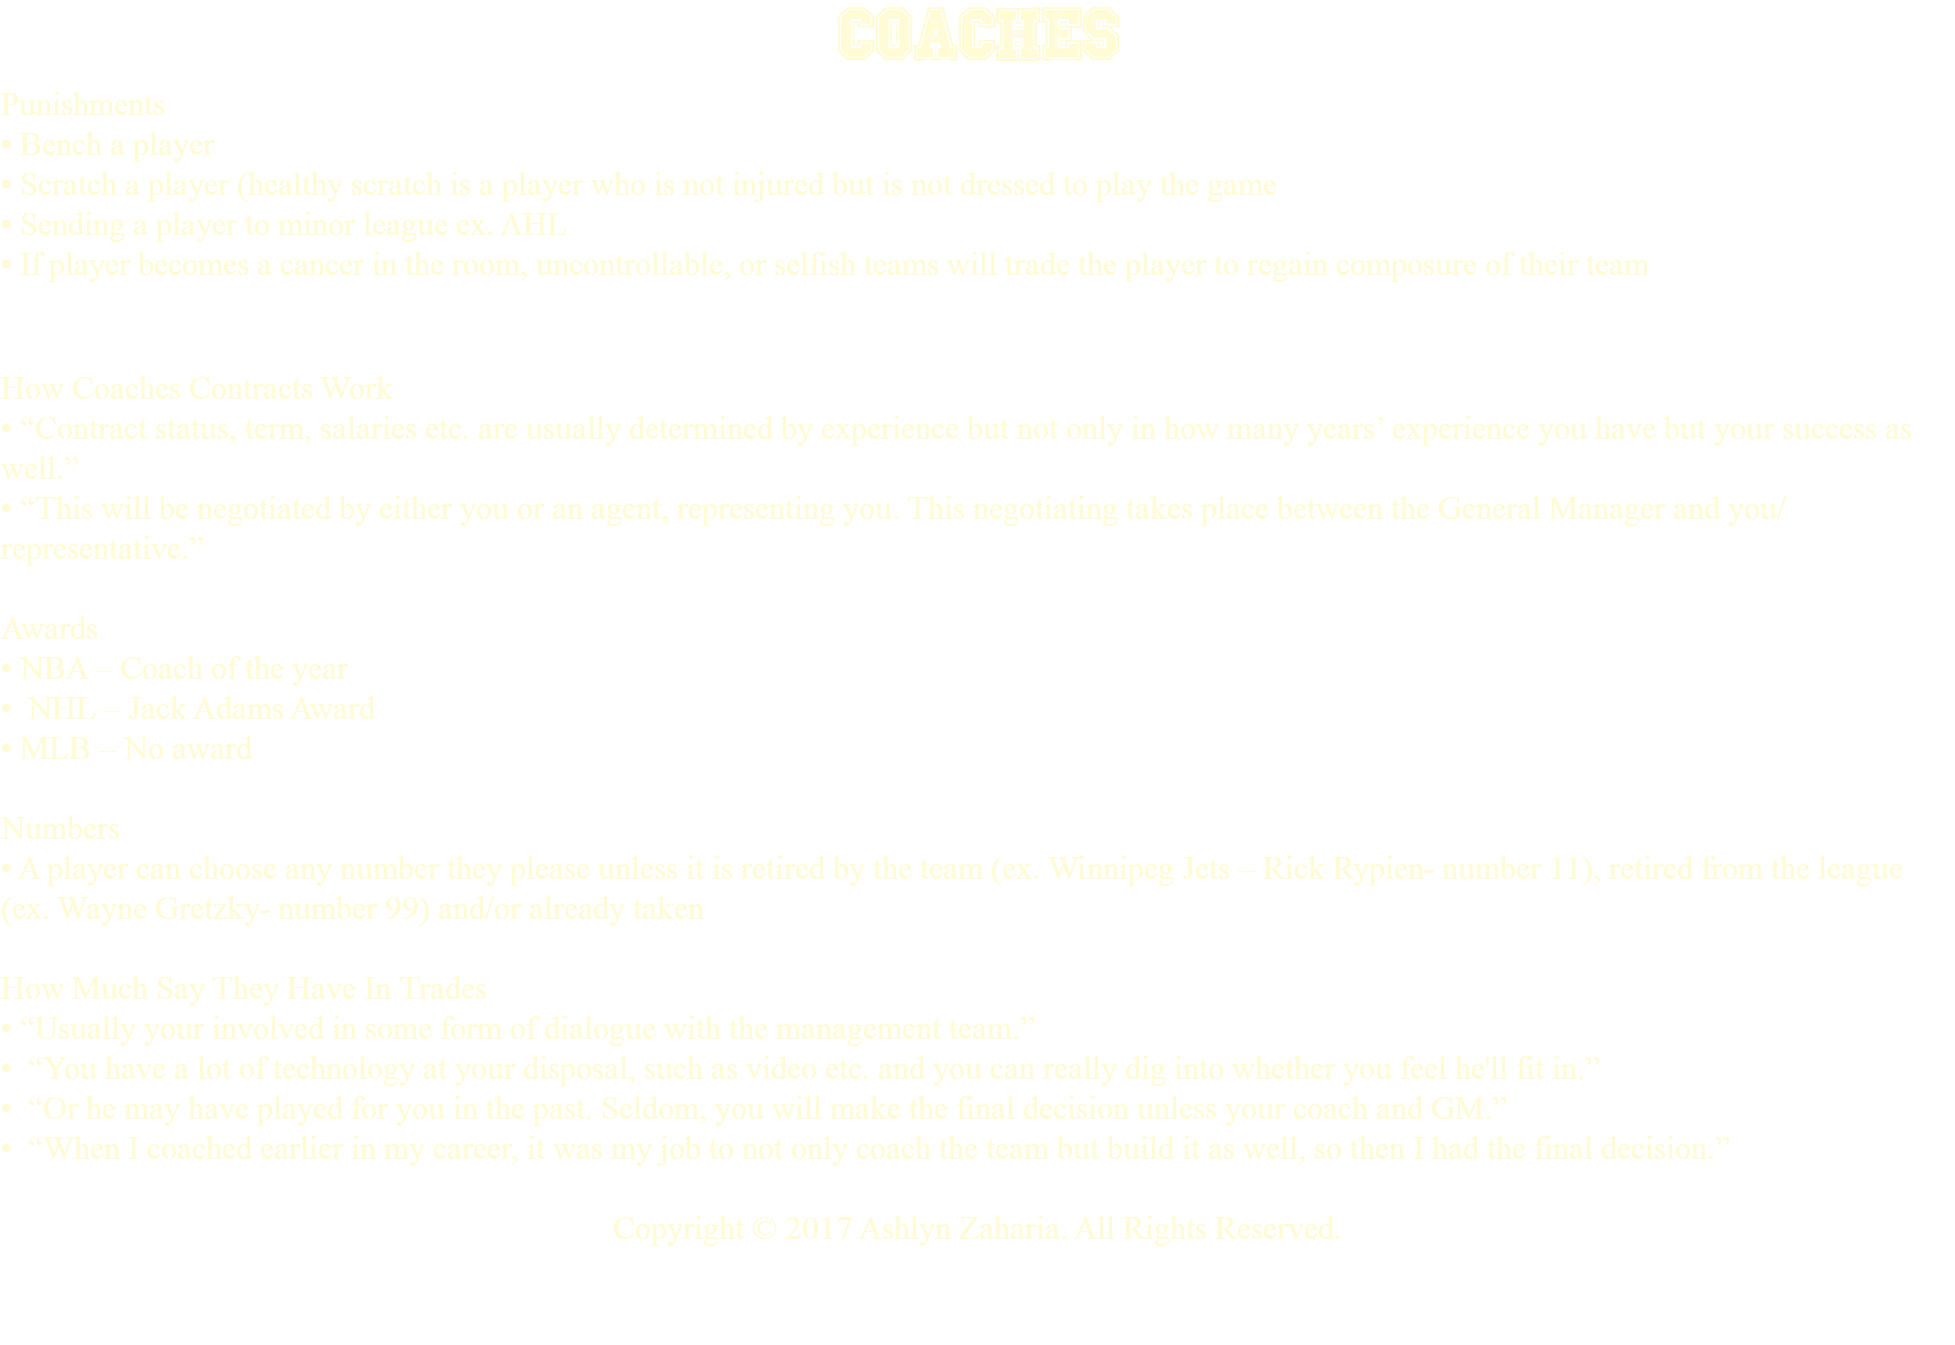 COACHES
Punishments
• Bench a player
• Scratch a player (healthy scratch is a player who is not injured but is not dressed to play the game
• Sending a player to minor league ex. AHL
• If player becomes a cancer in the room, uncontrollable, or selfish teams will trade the player to regain composure of their team
How Coaches Contracts Work
• “Contract status, term, salaries etc. are usually determined by experience but not only in how many years’ experience you have but your success as
well.”
• “This will be negotiated by either you or an agent, representing you. This negotiating takes place between the General Manager and you/
representative.”
Awards
• NBA – Coach of the year
•  NHL – Jack Adams Award
• MLB – No award
Numbers
• A player can choose any number they please unless it is retired by the team (ex. Winnipeg Jets – Rick Rypien- number 11), retired from the league
(ex. Wayne Gretzky- number 99) and/or already taken
How Much Say They Have In Trades
• “Usually your involved in some form of dialogue with the management team.”
•  “You have a lot of technology at your disposal, such as video etc. and you can really dig into whether you feel he'll fit in.”
•  “Or he may have played for you in the past. Seldom, you will make the final decision unless your coach and GM.”
•  “When I coached earlier in my career, it was my job to not only coach the team but build it as well, so then I had the final decision.”
Copyright © 2017 Ashlyn Zaharia. All Rights Reserved.